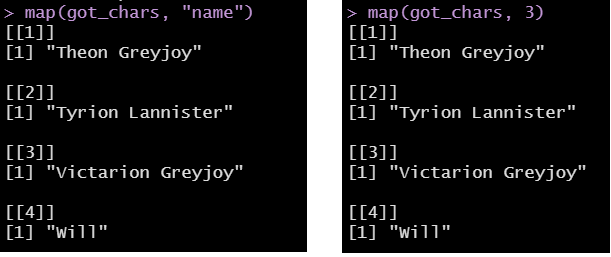 > map(got_chars, "name")
[[1]]
[1] "Theon Greyjoy"
[[2]]
[1] "Tyrion Lannister"
[[3]]
[1] "Victarion Greyjoy"
[[4]]
[1] "Will"
> map(got_chars, 3)
[[1]]
[1] "Theon Greyjoy"
[[2]]
[1] "Tyrion Lannister"
[[3]]
[1] "Victarion Greyjoy"
[[4]]
[1] "Will"